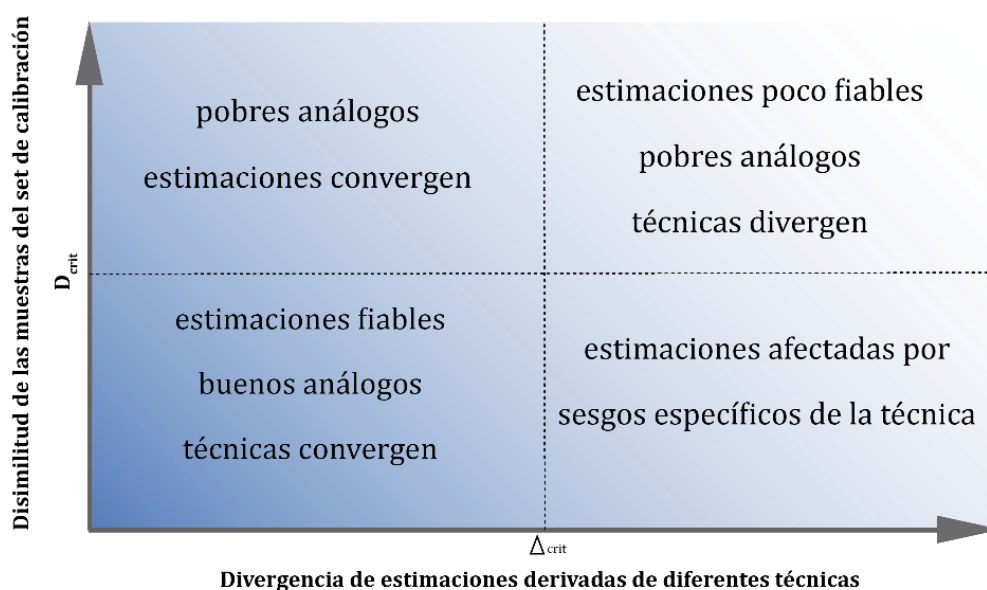 Disimilitud de las muestras del set de calibración
D crit
pobres análogos
estimaciones convergen
estimaciones poco fiables
pobres análogos
técnicas divergen
estimaciones fiables
buenos análogos
técnicas convergen
estimaciones afectadas por
sesgos específicos de la técnica
Δ crit
Divergencia de estimaciones derivadas de diferentes técnicas